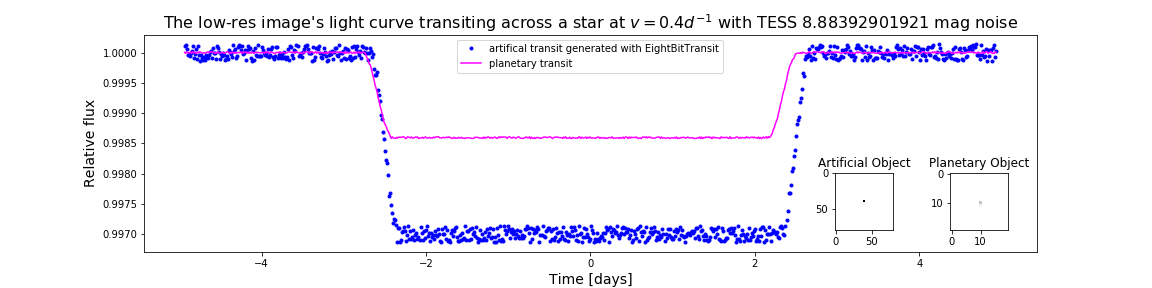 The low-res image's light curve transiting across a star at v = 0.4d⁻¹ with TESS 8.88392901921 mag noise
artifical transit generated with EightBitTransit
planetary transit
Relative flux
1.0000
0.9995
0.9990
0.9985
0.9980
0.9975
0.9970
Artificial Object
0
50
0
50
Planetary Object
0
10
0
10
−4
−2
0
2
4
Time [days]